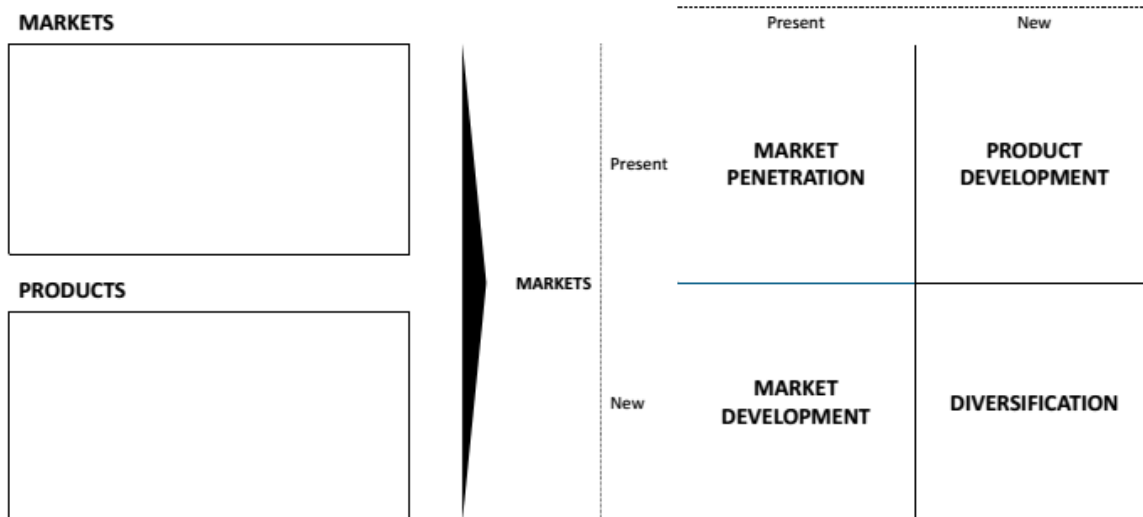 MARKETS
Present New
Present
MARKET
PENETRATION
PRODUCT
DEVELOPMENT
PRODUCTS
MARKETS
New
MARKET
DEVELOPMENT
DIVERSIFICATION